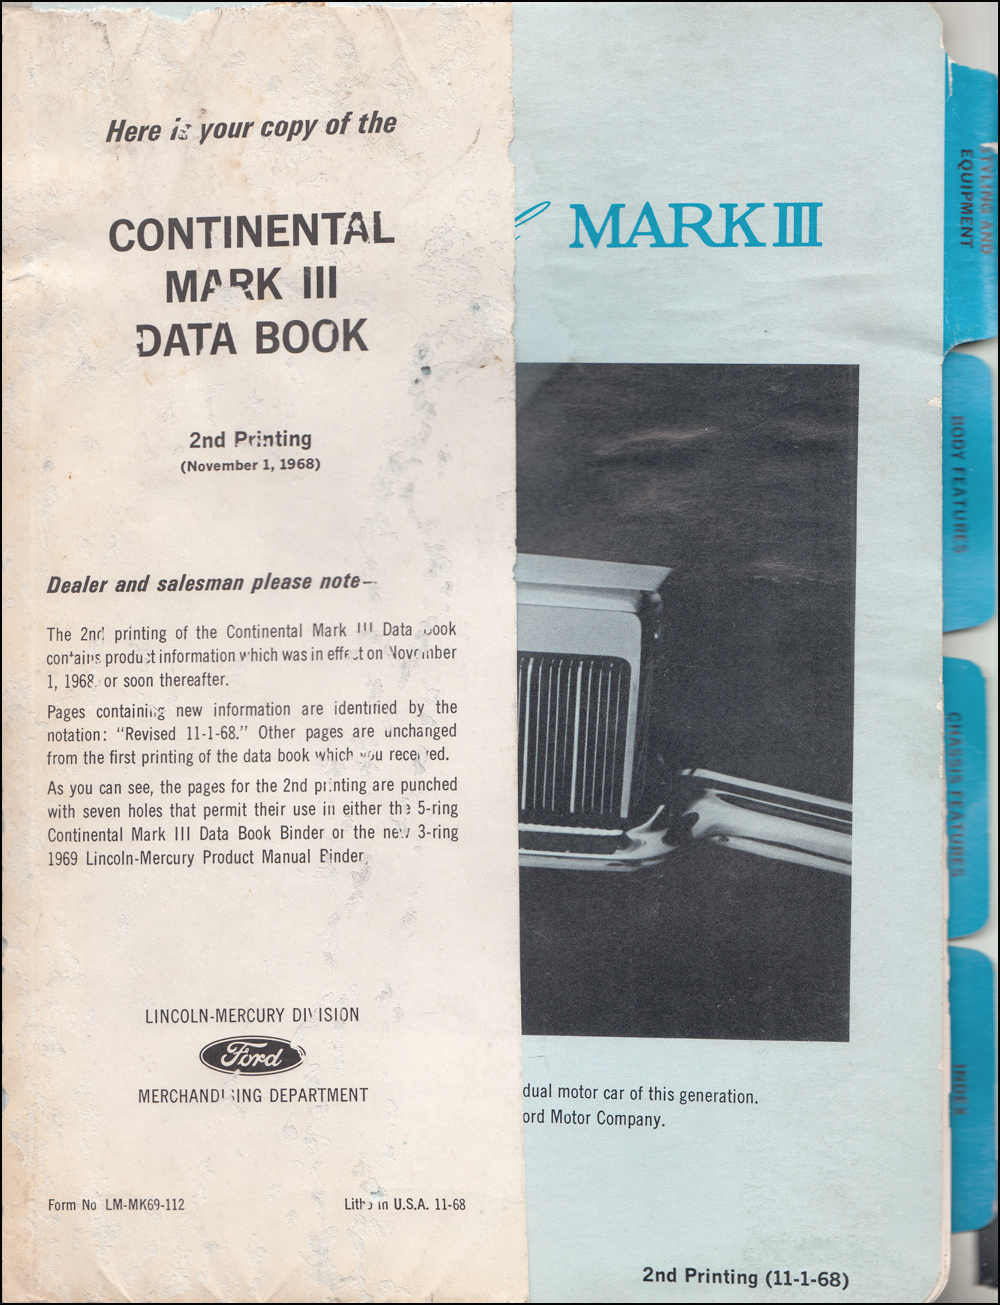 Here is your copy of the
CONTINENTAL
MARK III
DATA BOOK
2nd Printing
(November 1, 1968)
Dealer and salesman please note–
The 2nd printing of the Continental Mark III Data Book
contains product information which was in effect on November
1, 1968, or soon thereafter.
Pages containing new information are identified by the
notation: “Revised 11-1-68.” Other pages are unchanged
from the first printing of the data book which you received.
As you can see, the pages for the 2nd printing are punched
with seven holes that permit their use in either the 5-ring
Continental Mark III Data Book Binder or the new 3-ring
1969 Lincoln-Mercury Product Manual Binder.
LINCOLN-MERCURY DIVISION
Ford
MERCHANDISING DEPARTMENT
Form No LM-MK69-112
Litho in U.S.A. 11-68
MARK III
dual motor car of this generation.
ord Motor Company.
2nd Printing (11-1-68)
STYLING AND
EQUIPMENT
BODY FEATURES
CHASSIS FEATURES
INDEX